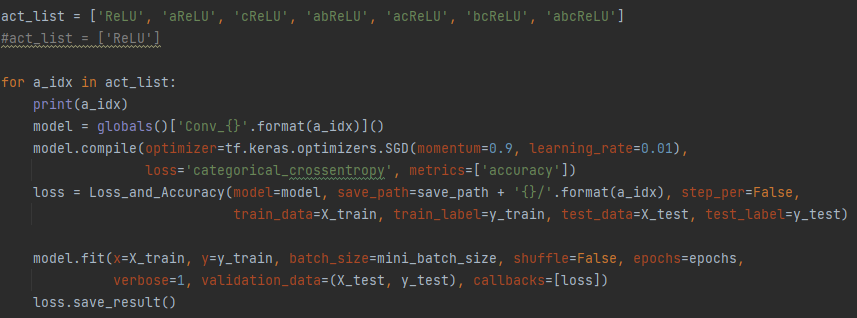 act_list = ['ReLU', 'aReLU', 'cReLU', 'abReLU', 'acReLU', 'bcReLU', 'abcReLU']
#act_list = ['ReLU']
for a_idx in act_list:
    print(a_idx)
    model = globals()['Conv_{}'.format(a_idx)]()
    model.compile(optimizer=tf.keras.optimizers.SGD(momentum=0.9, learning_rate=0.01),
                  loss='categorical_crossentropy', metrics=['accuracy'])
    loss = Loss_and_Accuracy(model=model, save_path=save_path + '{}/'.format(a_idx), step_per=False,
                             train_data=X_train, train_label=y_train, test_data=X_test, test_label=y_test)
    model.fit(x=X_train, y=y_train, batch_size=mini_batch_size, shuffle=False, epochs=epochs,
              verbose=1, validation_data=(X_test, y_test), callbacks=[loss])
    loss.save_result()